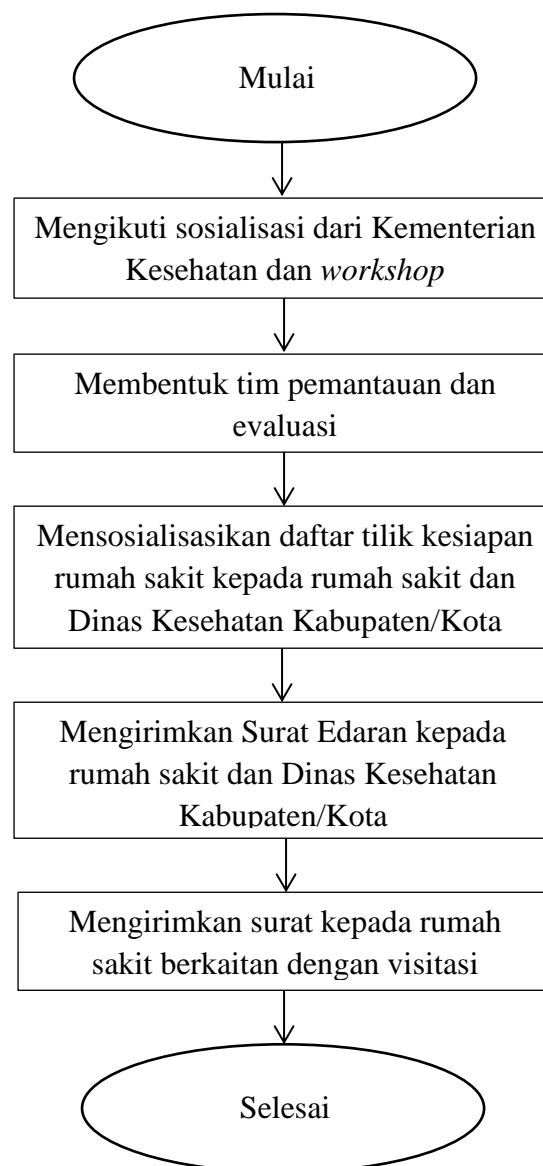 Mulai
Mengikuti sosialisasi dari Kementerian
Kesehatan dan workshop
Membentuk tim pemantauan dan
evaluasi
Mensosialisasikan daftar tilik kesiapan
rumah sakit kepada rumah sakit dan
Dinas Kesehatan Kabupaten/Kota
Mengirimkan Surat Edaran kepada
rumah sakit dan Dinas Kesehatan
Kabupaten/Kota
Mengirimkan surat kepada rumah
sakit berkaitan dengan visitasi
Selesai